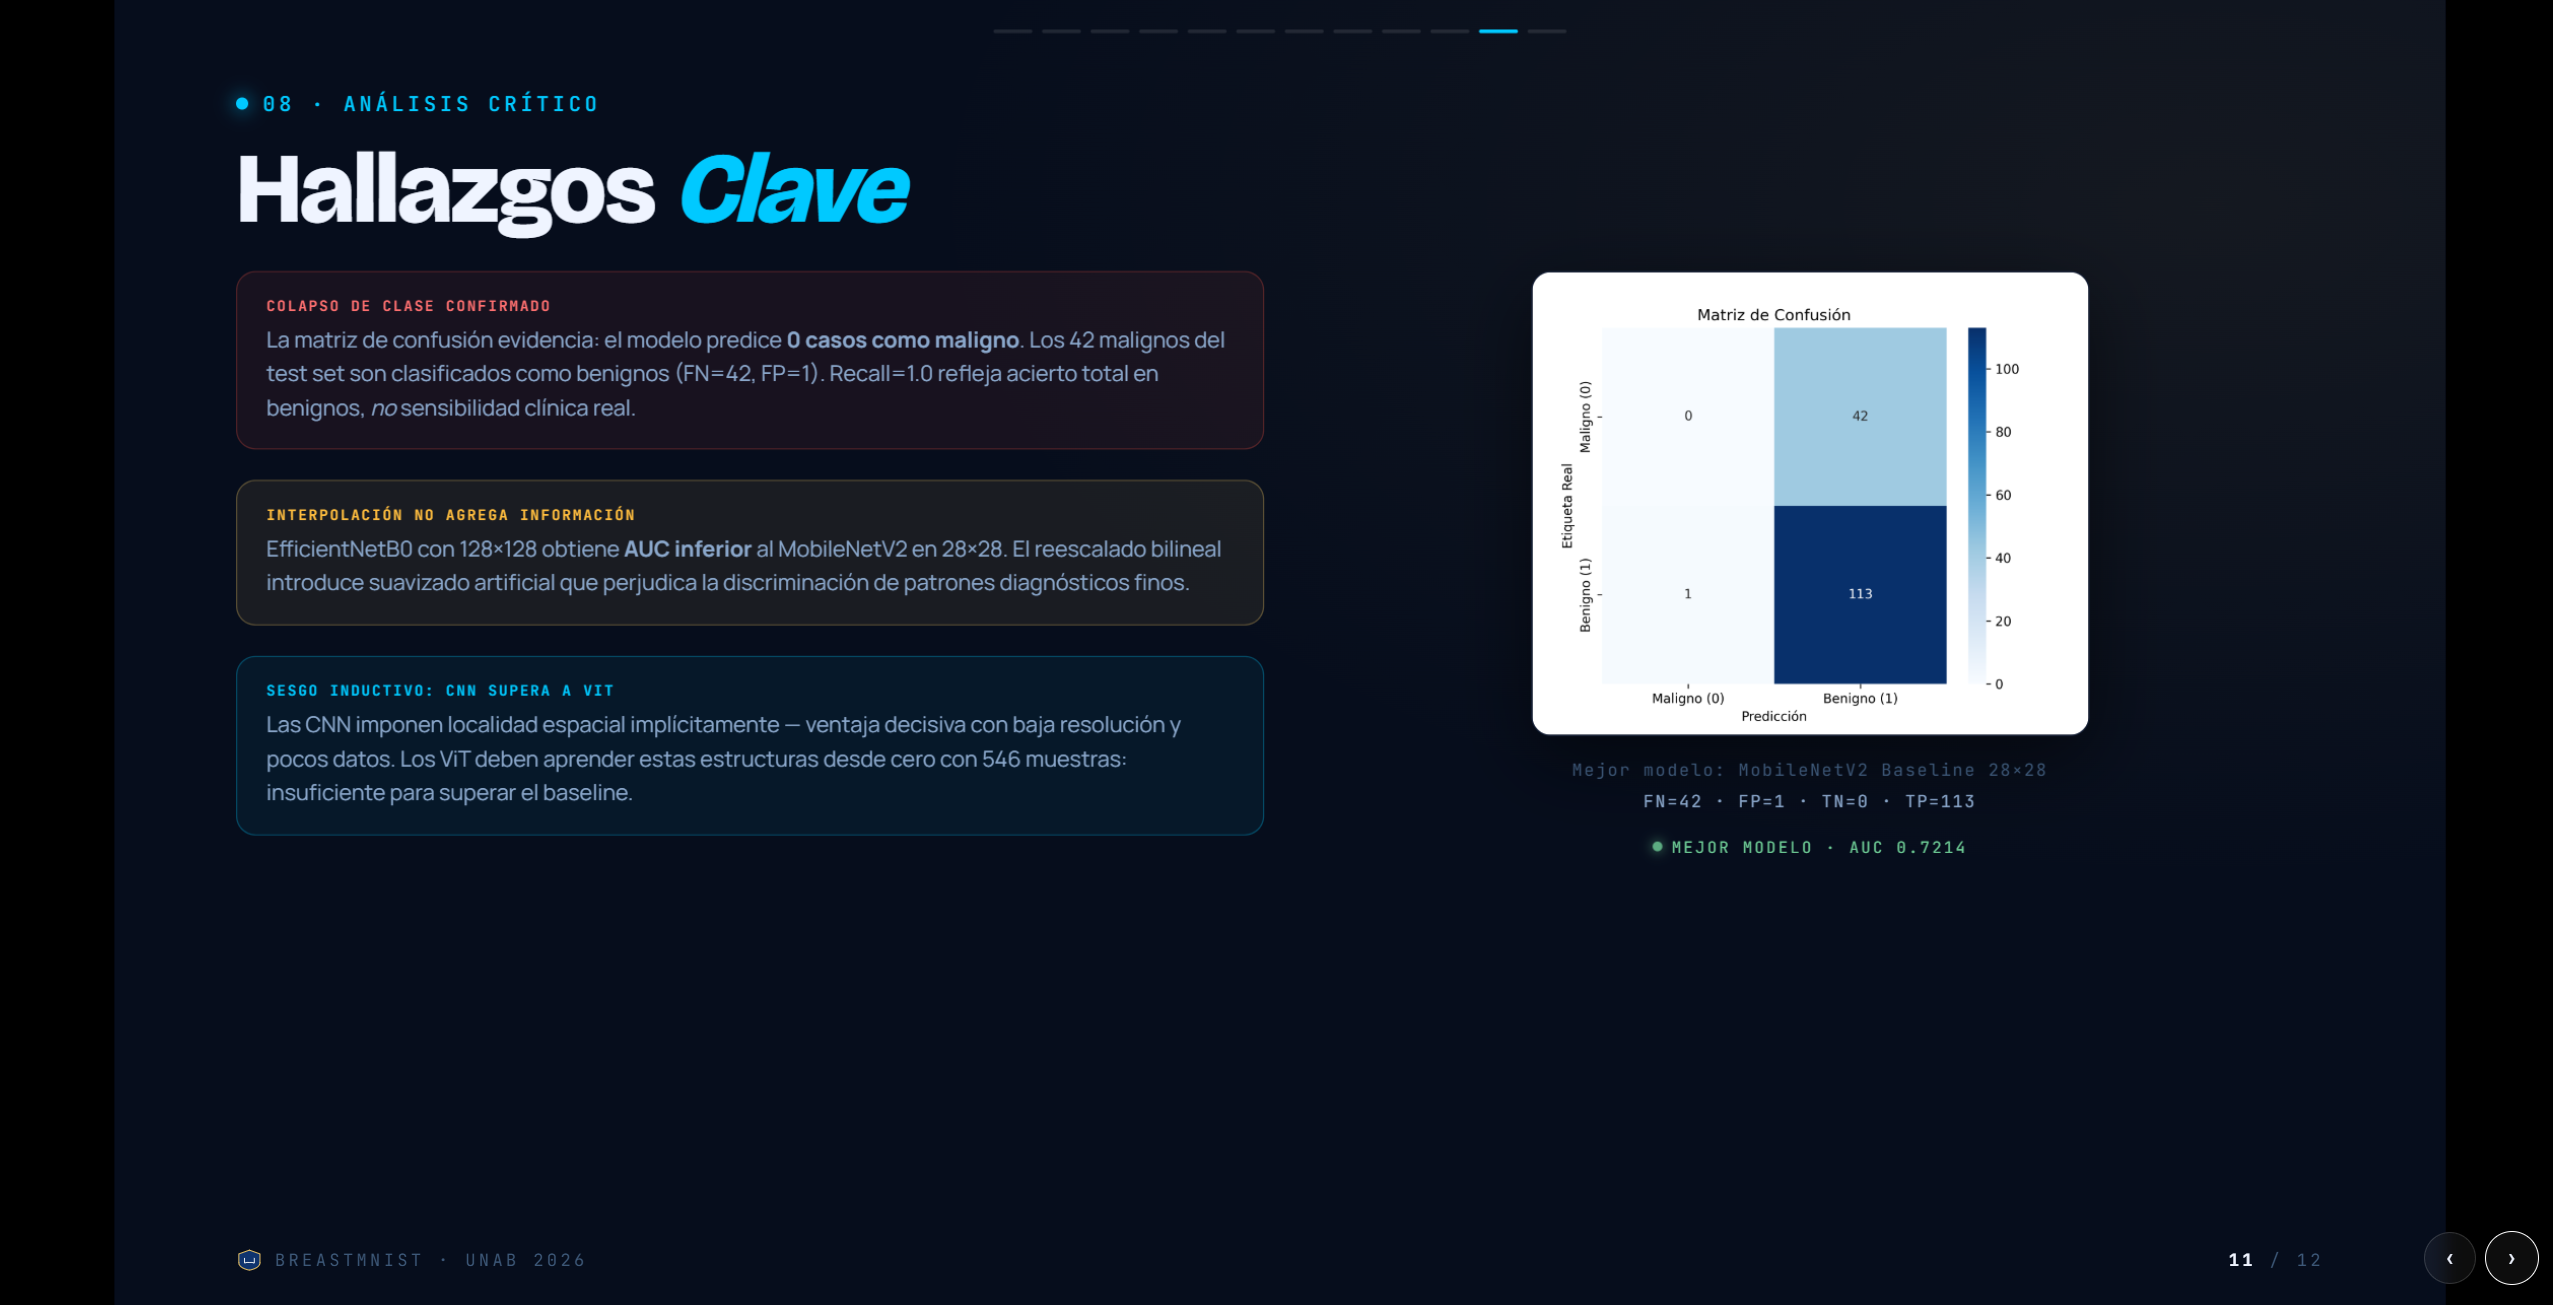 08 · ANÁLISIS CRÍTICO
Hallazgos Clave
COLAPSO DE CLASE CONFIRMADO
La matriz de confusión evidencia: el modelo predice 0 casos como maligno. Los 42 malignos del
test set son clasificados como benignos (FN=42, FP=1). Recall=1.0 refleja acierto total en
benignos, no sensibilidad clínica real.
INTERPOLACIÓN NO AGREGA INFORMACIÓN
EfficientNetB0 con 128×128 obtiene AUC inferior al MobileNetV2 en 28×28. El reescalado bilineal
introduce suavizado artificial que perjudica la discriminación de patrones diagnósticos finos.
SESGO INDUCTIVO: CNN SUPERA A VIT
Las CNN imponen localidad espacial implícitamente — ventaja decisiva con baja resolución y
pocos datos. Los ViT deben aprender estas estructuras desde cero con 546 muestras:
insuficiente para superar el baseline.
Matriz de Confusión
Etiqueta Real
Maligno (0)
0
42
Benigno (1)
1
113
Maligno (0)
Benigno (1)
Predicción
100
80
60
40
20
0
Mejor modelo: MobileNetV2 Baseline 28×28
FN=42 · FP=1 · TN=0 · TP=113
MEJOR MODELO · AUC 0.7214
BREASTMNIST · UNAB 2026
11 / 12
‹
›